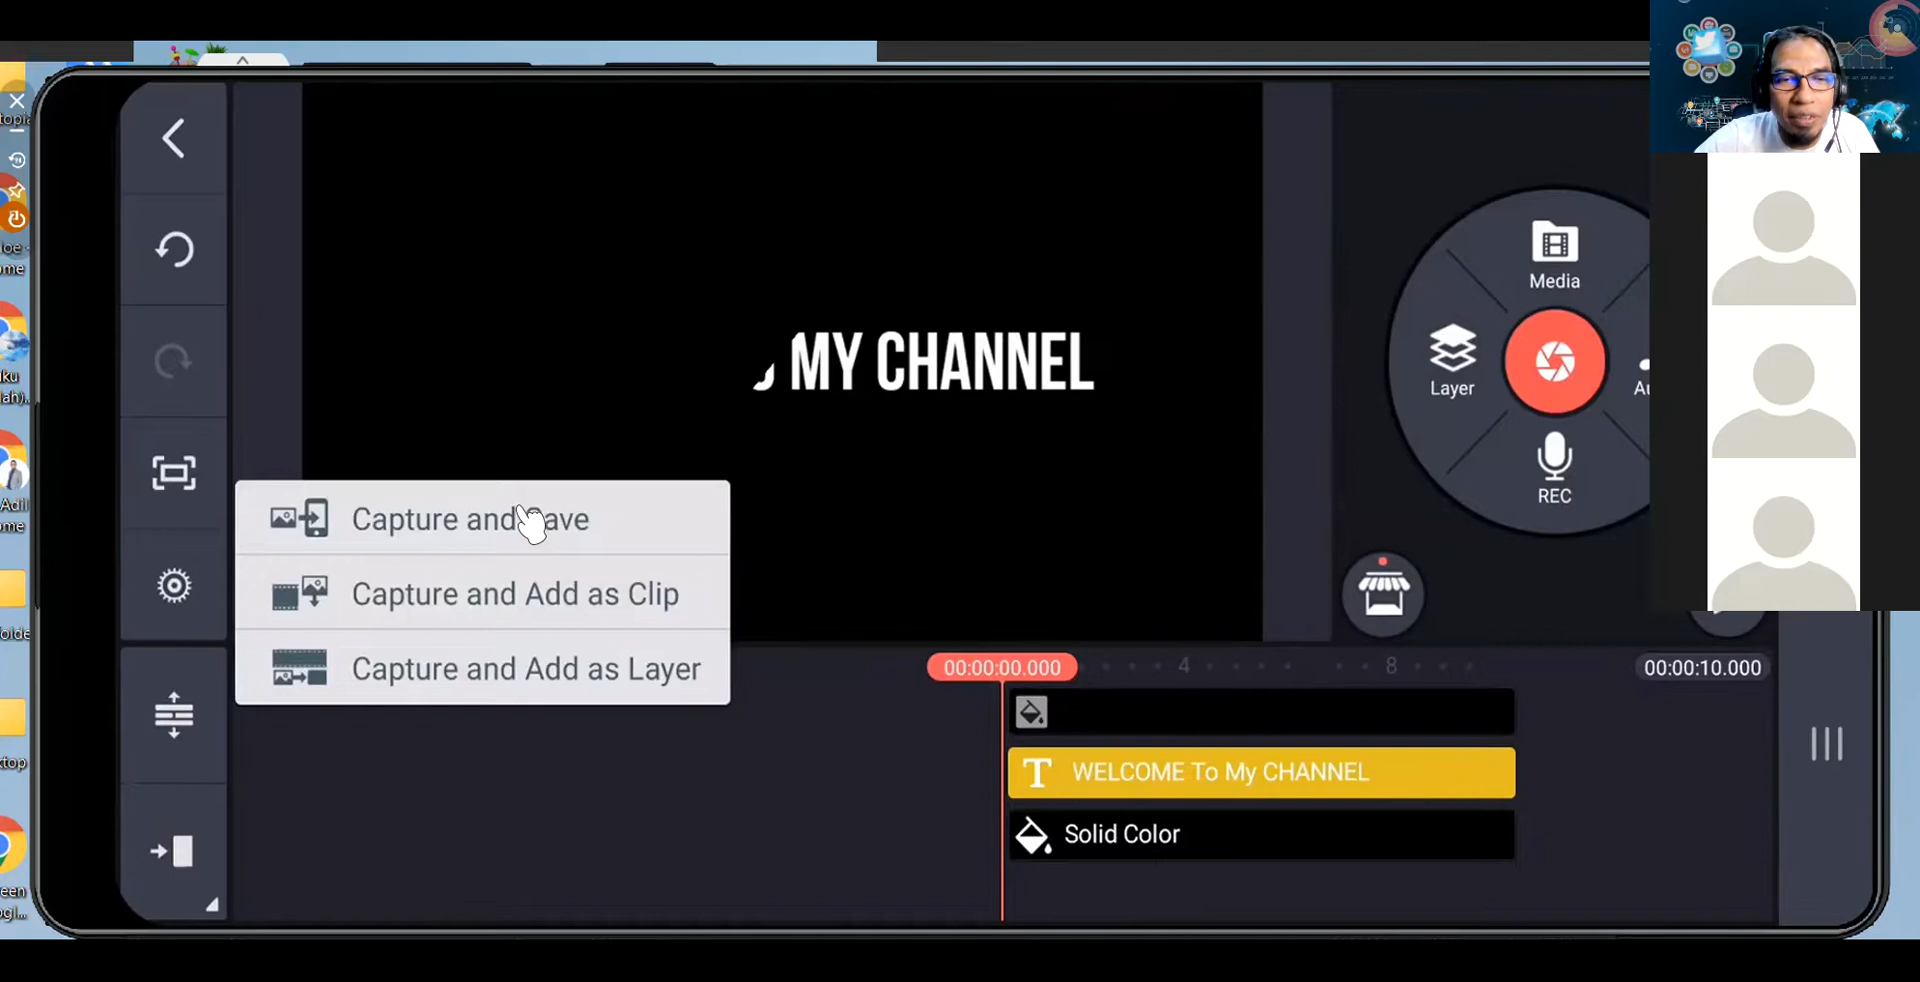 MY CHANNEL
Media
Layer
REC
Capture and Save
Capture and Add as Clip
Capture and Add as Layer
00:00:00.000
4
8
00:00:10.000
WELCOME To My CHANNEL
Solid Color